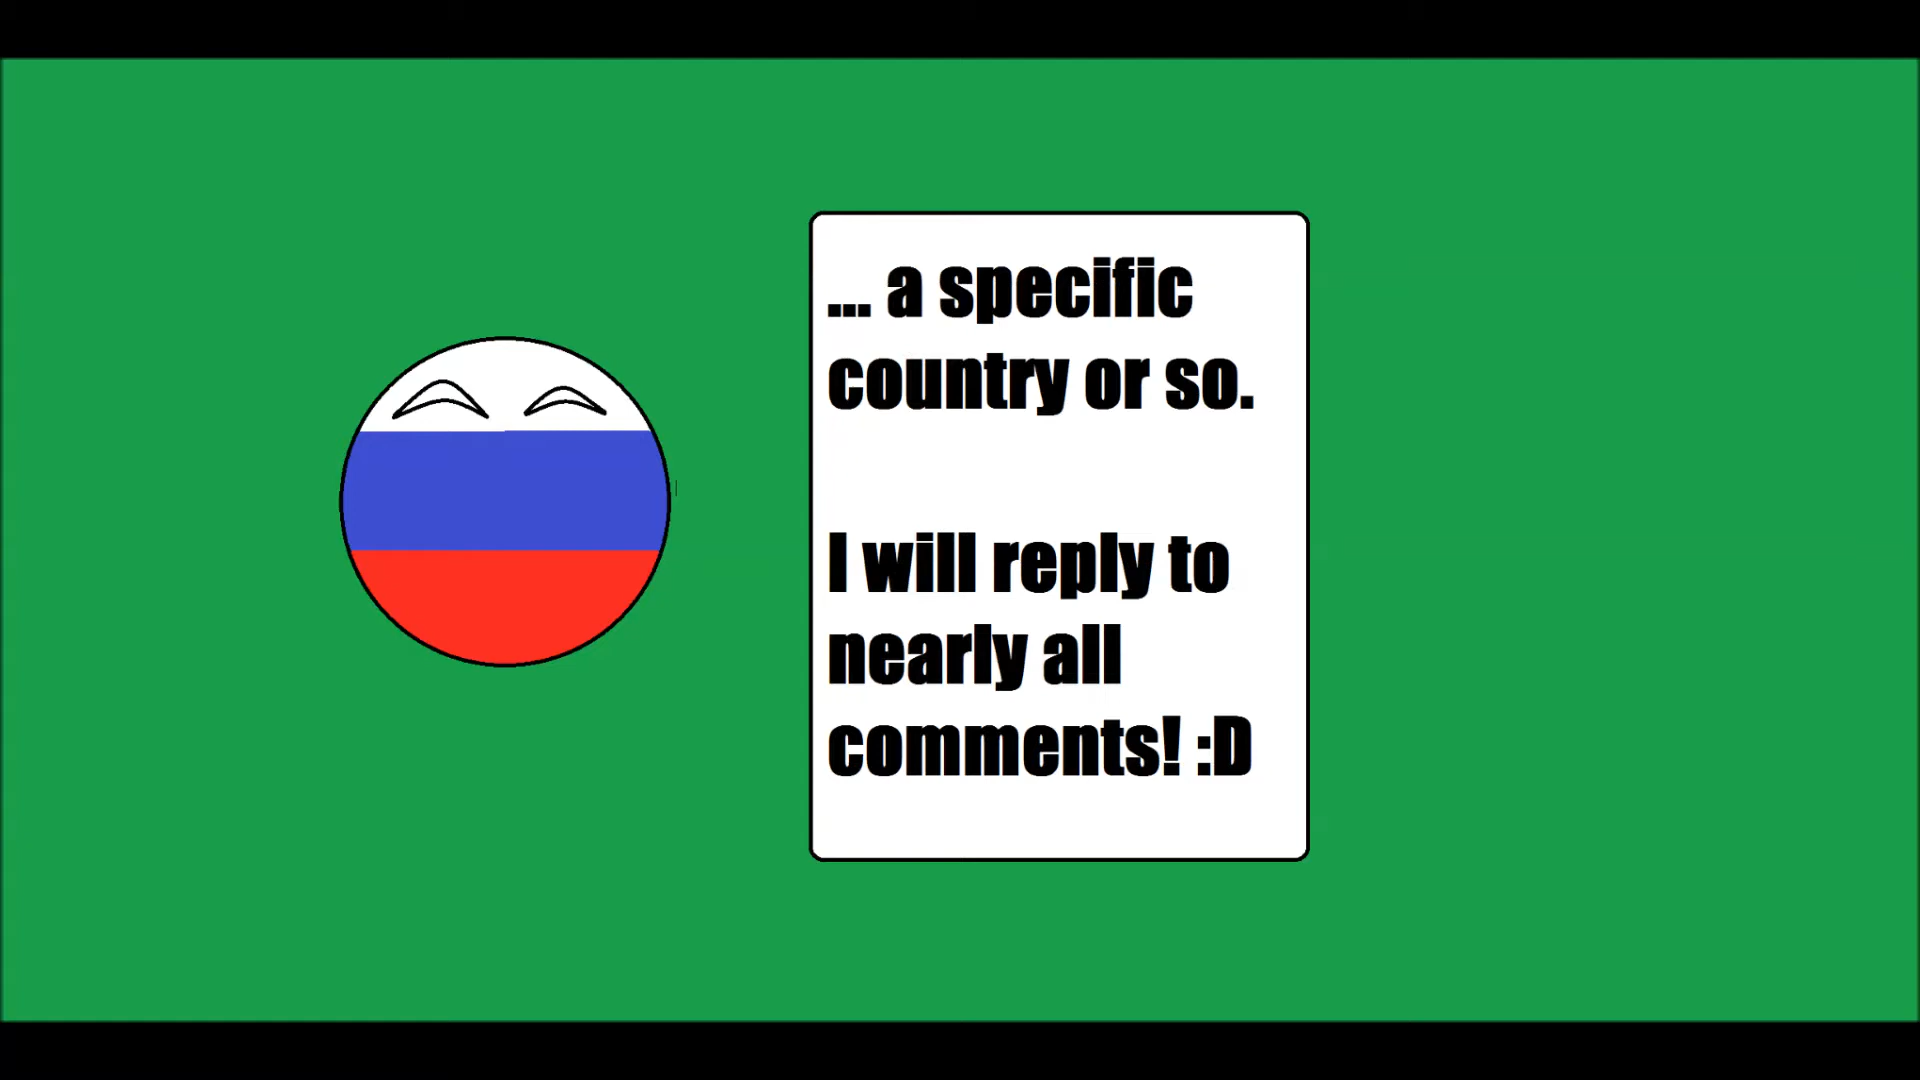 ... a specific
country or so.
I will reply to
nearly all
comments! :D